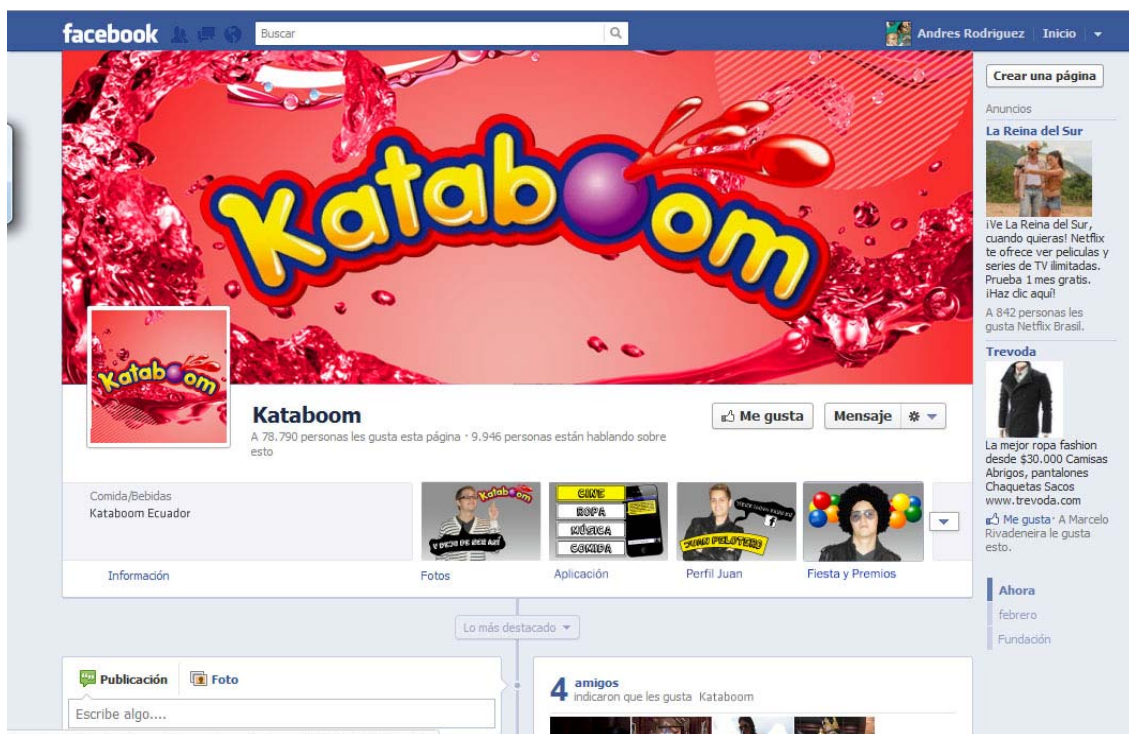 facebook
Buscar
Andres Rodriguez
Inicio
Kataboom
Crear una página
Anuncios
La Reina del Sur
¡Ve La Reina del Sur,
cuando quieras! Netflix
te ofrece ver peliculas y
series de TV ilimitadas.
Prueba 1 mes gratis.
¡Haz clic aquí!
A 842 personas les
gusta Netflix Brasil.
Trevoda
La mejor ropa fashion
desde $30.000 Camisas
Abrigos, pantalones
Chaquetas Sacos
www.trevoda.com
Me gusta · A Marcelo
Rivadeneira le gusta
esto.
Kataboom
Kataboom
A 78.790 personas les gusta esta página · 9.946 personas están hablando sobre
esto
Me gusta
Mensaje
Comida/Bebidas
Kataboom Ecuador
Información
Kataboom
Y DEJO DE SER ASÍ
Fotos
CINE
ROPA
MÚSICA
COMIDA
Aplicación
JUAN PELOTERO
Perfil Juan
Fiesta y Premios
Ahora
febrero
Fundación
Lo más destacado
Publicación
Foto
Escribe algo....
4 amigos
indicaron que les gusta Kataboom